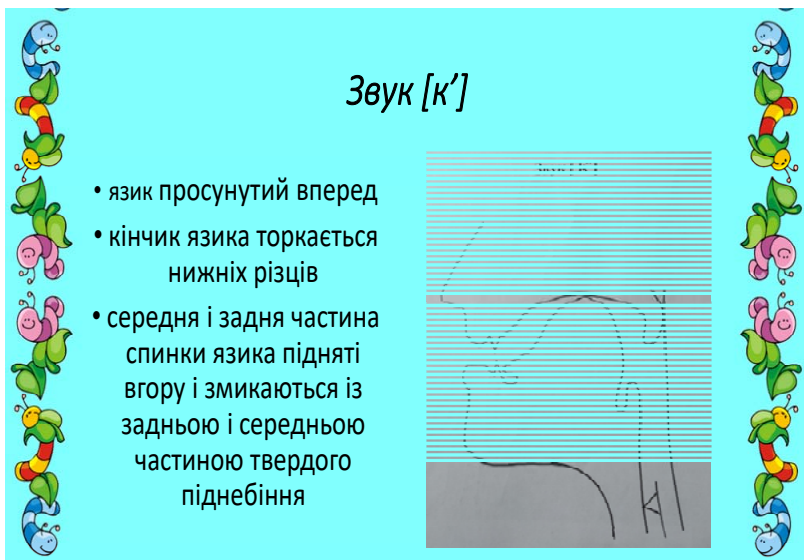 Звук [к′]
• язик просунутий вперед
• кінчик язика торкається
нижніх різців
• середня і задня частина
спинки язика підняті
вгору і змикаються із
задньою і середньою
частиною твердого
піднебіння